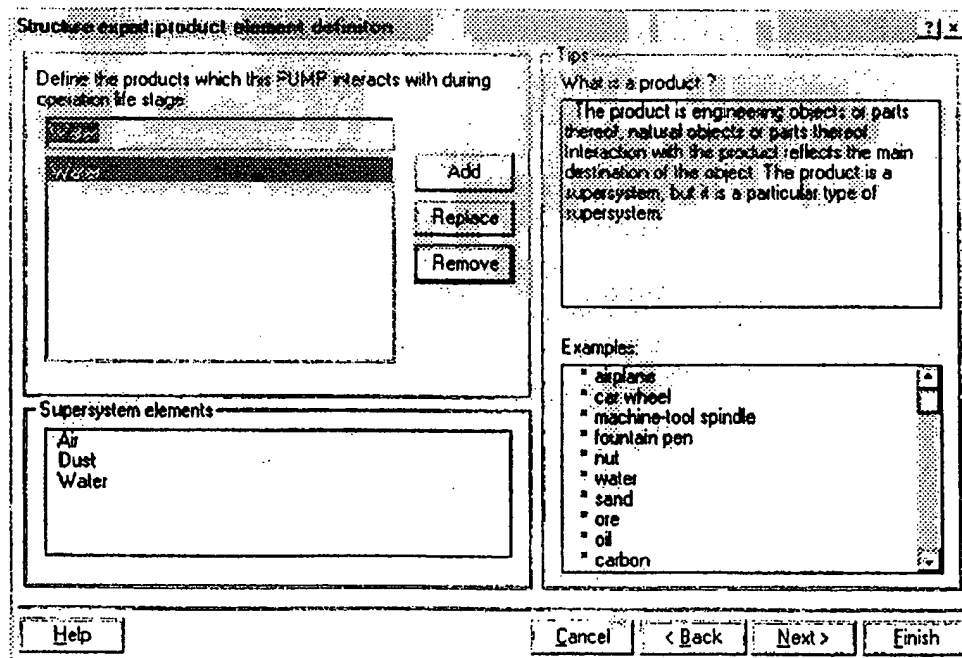 Structure expert product element definiton
? x
Define the products which this PUMP interacts with during
operation life stage
Water
Add
Replace
Remove
Supersystem elements
Air
Dust
Water
Tips
What is a product ?
The product is engineering objects or parts
thereof, natural objects or parts thereof.
Interaction with the product reflects the main
destination of the object. The product is a
supersystem, but it is a particular type of
supersystem.
Examples:
* airplane
* car wheel
* machine-tool spindle
* fountain pen
* nut
* water
* sand
* ore
* oil
* carbon
Help
Cancel
< Back
Next >
Finish